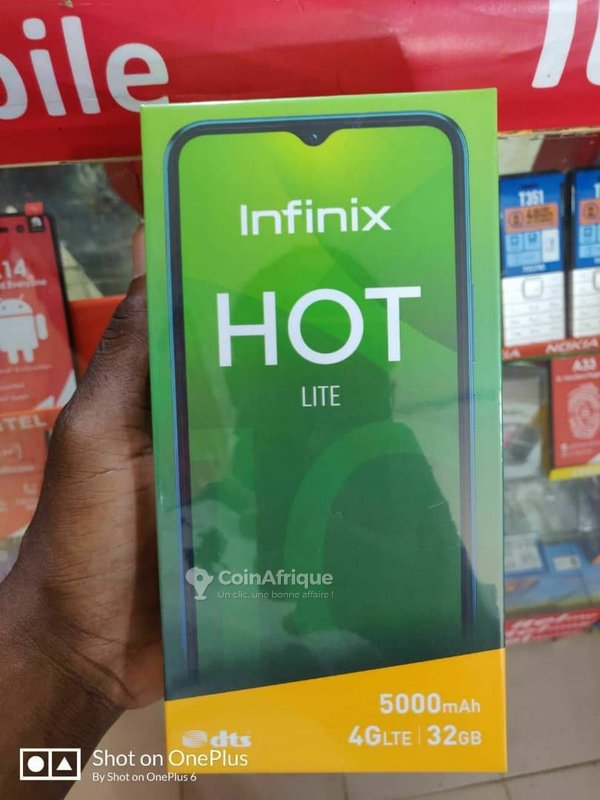 bile
Infinix
HOT
LITE
CoinAfrique
Un clic, une bonne affaire !
5000mAh
dts
4GLTE | 32GB
T351
NOKIA
A33
14
Shot on OnePlus
By Shot on OnePlus 6